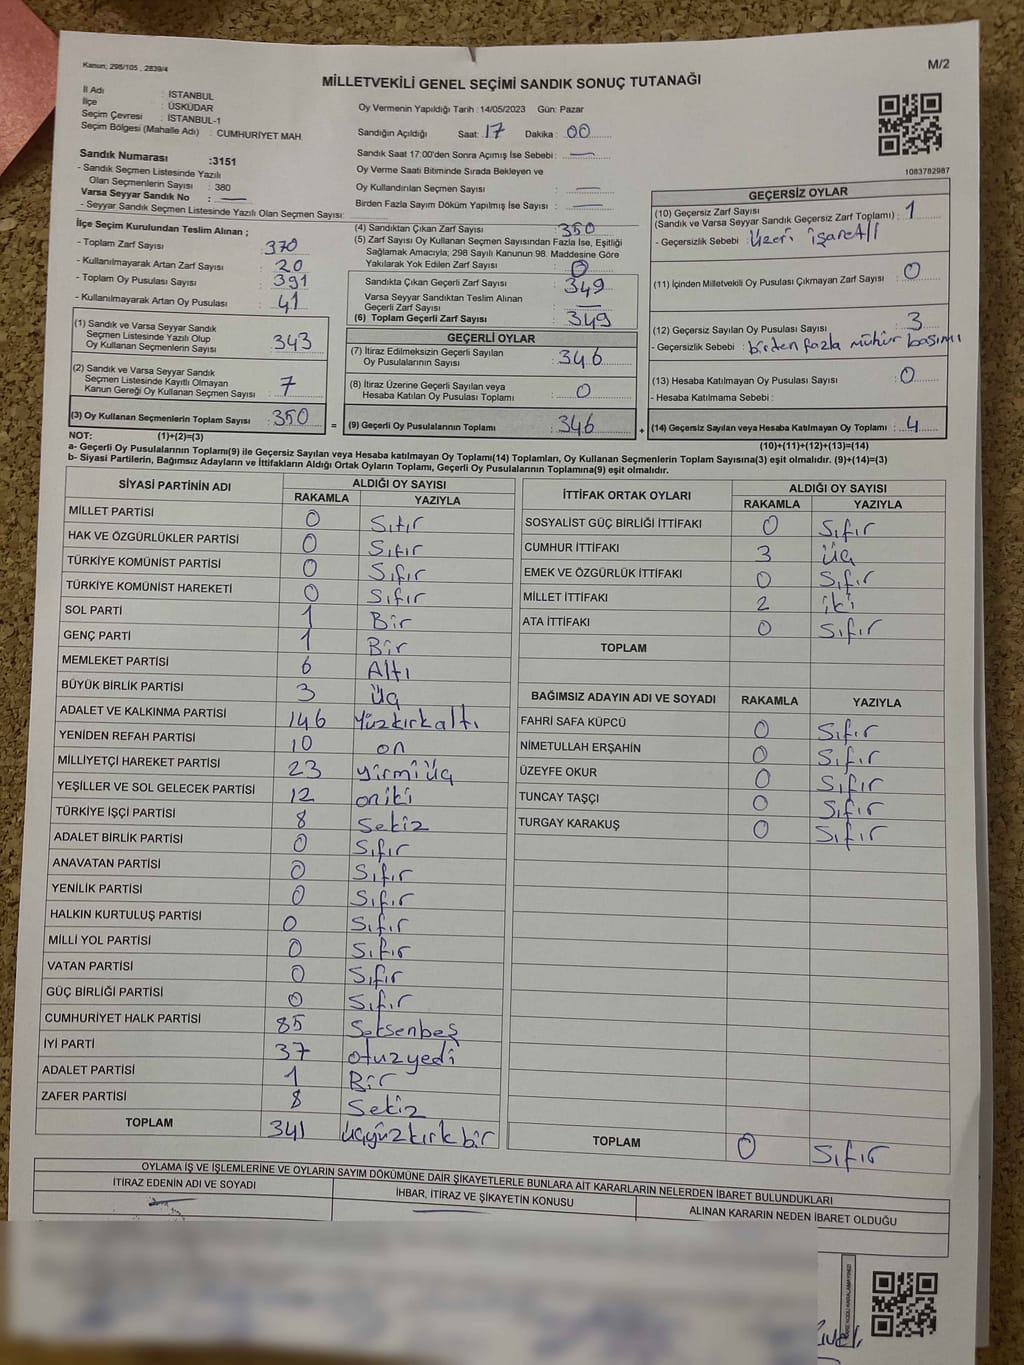 Kanun; 298/105 , 2839/4
M/2
MİLLETVEKİLİ GENEL SEÇİMİ SANDIK SONUÇ TUTANAĞI
İl Adı : İSTANBUL
İlçe : ÜSKÜDAR
Seçim Çevresi : İSTANBUL-1
Seçim Bölgesi (Mahalle Adı) : CUMHURİYET MAH.
Sandık Numarası :3151
- Sandık Seçmen Listesinde Yazılı
Olan Seçmenlerin Sayısı : 380
Varsa Seyyar Sandık No : —
- Seyyar Sandık Seçmen Listesinde Yazılı Olan Seçmen Sayısı:
Oy Vermenin Yapıldığı Tarih : 14/05/2023 Gün: Pazar
Sandığın Açıldığı Saat: 17 Dakika : 00
Sandık Saat 17:00'den Sonra Açımış İse Sebebi : —
Oy Verme Saati Bitiminde Sırada Bekleyen ve
Oy Kullandırılan Seçmen Sayısı : —
Birden Fazla Sayım Döküm Yapılmış İse Sayısı : —
1083782987
İlçe Seçim Kurulundan Teslim Alınan ;
- Toplam Zarf Sayısı : 370
- Kullanılmayarak Artan Zarf Sayısı : 20
- Toplam Oy Pusulası Sayısı : 391
- Kullanılmayarak Artan Oy Pusulası : 41
(1) Sandık ve Varsa Seyyar Sandık
Seçmen Listesinde Yazılı Olup
Oy Kullanan Seçmenlerin Sayısı : 343
(2) Sandık ve Varsa Seyyar Sandık
Seçmen Listesinde Kayıtlı Olmayan
Kanun Gereği Oy Kullanan Seçmen Sayısı : 7
(3) Oy Kullanan Seçmenlerin Toplam Sayısı : 350
(4) Sandıktan Çıkan Zarf Sayısı : 350
(5) Zarf Sayısı Oy Kullanan Seçmen Sayısından Fazla İse, Eşitliği
Sağlamak Amacıyla; 298 Sayılı Kanunun 98. Maddesine Göre
Yakılarak Yok Edilen Zarf Sayısı : 0
Sandıkta Çıkan Geçerli Zarf Sayısı : 349
Varsa Seyyar Sandıktan Teslim Alınan
Geçerli Zarf Sayısı : —
(6) Toplam Geçerli Zarf Sayısı : 349
GEÇERLİ OYLAR
(7) İtiraz Edilmeksizin Geçerli Sayılan
Oy Pusulalarının Sayısı : 346
(8) İtiraz Üzerine Geçerli Sayılan veya
Hesaba Katılan Oy Pusulası Toplamı : 0
= (9) Geçerli Oy Pusulalarının Toplamı : 346 +
GEÇERSİZ OYLAR
(10) Geçersiz Zarf Sayısı
(Sandık ve Varsa Seyyar Sandık Geçersiz Zarf Toplamı) : 1
- Geçersizlik Sebebi : Üzeri işaretli
(11) İçinden Milletvekili Oy Pusulası Çıkmayan Zarf Sayısı : 0
(12) Geçersiz Sayılan Oy Pusulası Sayısı : 3
- Geçersizlik Sebebi : birden fazla mühür basımı
(13) Hesaba Katılmayan Oy Pusulası Sayısı : 0
- Hesaba Katılmama Sebebi :
(14) Geçersiz Sayılan veya Hesaba Katılmayan Oy Toplamı : 4
NOT: (1)+(2)=(3) (10)+(11)+(12)+(13)=(14)
a- Geçerli Oy Pusulalarının Toplamı(9) ile Geçersiz Sayılan veya Hesaba katılmayan Oy Toplamı(14) Toplamları, Oy Kullanan Seçmenlerin Toplam Sayısına(3) eşit olmalıdır. (9)+(14)=(3)
b- Siyasi Partilerin, Bağımsız Adayların ve İttifakların Aldığı Ortak Oyların Toplamı, Geçerli Oy Pusulalarının Toplamına(9) eşit olmalıdır.
SİYASİ PARTİNİN ADI ALDIĞI OY SAYISI
RAKAMLA YAZIYLA
MİLLET PARTİSİ 0 Sıfır
HAK VE ÖZGÜRLÜKLER PARTİSİ 0 Sıfır
TÜRKİYE KOMÜNİST PARTİSİ 0 Sıfır
TÜRKİYE KOMÜNİST HAREKETİ 0 Sıfır
SOL PARTİ 1 Bir
GENÇ PARTİ 1 Bir
MEMLEKET PARTİSİ 6 Altı
BÜYÜK BİRLİK PARTİSİ 3 Üç
ADALET VE KALKINMA PARTİSİ 146 Yüzkırkaltı
YENİDEN REFAH PARTİSİ 10 on
MİLLİYETÇİ HAREKET PARTİSİ 23 yirmiüç
YEŞİLLER VE SOL GELECEK PARTİSİ 12 oniki
TÜRKİYE İŞÇİ PARTİSİ 8 Sekiz
ADALET BİRLİK PARTİSİ 0 Sıfır
ANAVATAN PARTİSİ 0 Sıfır
YENİLİK PARTİSİ 0 Sıfır
HALKIN KURTULUŞ PARTİSİ 0 Sıfır
MİLLİ YOL PARTİSİ 0 Sıfır
VATAN PARTİSİ 0 Sıfır
GÜÇ BİRLİĞİ PARTİSİ 0 Sıfır
CUMHURİYET HALK PARTİSİ 85 Seksenbeş
İYİ PARTİ 37 otuzyedi
ADALET PARTİSİ 1 Bir
ZAFER PARTİSİ 8 Sekiz
TOPLAM 341 üçyüzkırkbir
İTTİFAK ORTAK OYLARI ALDIĞI OY SAYISI
RAKAMLA YAZIYLA
SOSYALİST GÜÇ BİRLİĞİ İTTİFAKI 0 Sıfır
CUMHUR İTTİFAKI 3 üç
EMEK VE ÖZGÜRLÜK İTTİFAKI 0 Sıfır
MİLLET İTTİFAKI 2 iki
ATA İTTİFAKI 0 Sıfır
TOPLAM
BAĞIMSIZ ADAYIN ADI VE SOYADI RAKAMLA YAZIYLA
FAHRİ SAFA KÜPCÜ 0 Sıfır
NİMETULLAH ERŞAHİN 0 Sıfır
ÜZEYFE OKUR 0 Sıfır
TUNCAY TAŞÇI 0 Sıfır
TURGAY KARAKUŞ 0 Sıfır
TOPLAM 0 Sıfır
OYLAMA İŞ VE İŞLEMLERİNE VE OYLARIN SAYIM DÖKÜMÜNE DAİR ŞİKAYETLERLE BUNLARA AİT KARARLARIN NELERDEN İBARET BULUNDUKLARI
İTİRAZ EDENİN ADI VE SOYADI İHBAR, İTİRAZ VE ŞİKAYETİN KONUSU ALINAN KARARIN NEDEN İBARET OLDUĞU